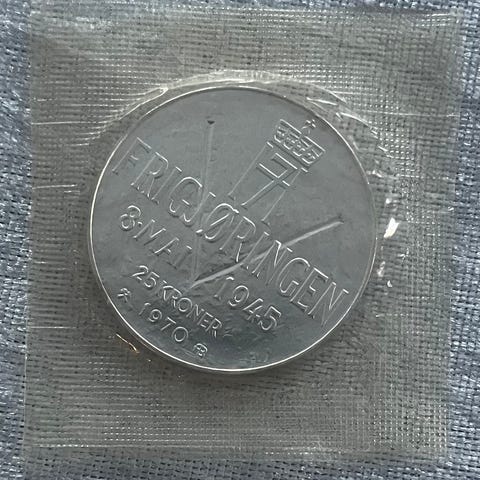 FRIGJØRINGEN
8·MAI 1945
25 KRONER
1970